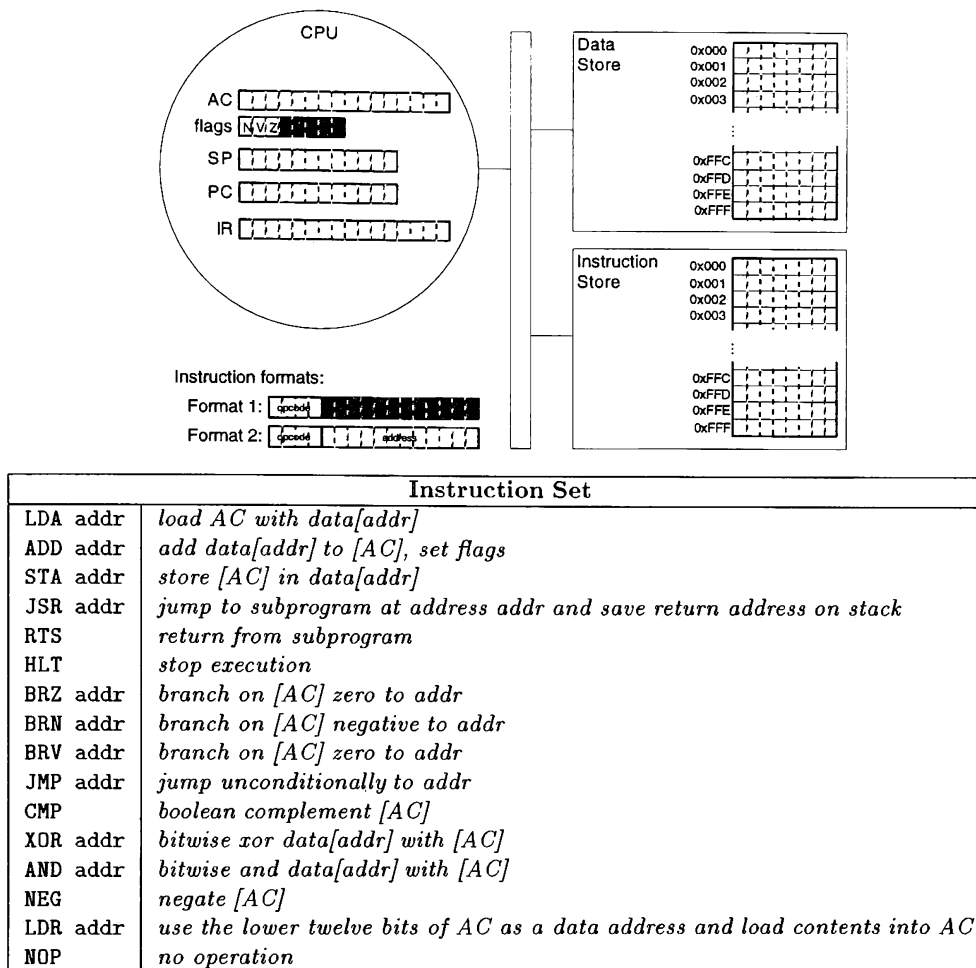 CPU
AC
flags N V Z
SP
PC
IR
Data
Store
0x000
0x001
0x002
0x003
0xFFC
0xFFD
0xFFE
0xFFF
Instruction
Store
0x000
0x001
0x002
0x003
0xFFC
0xFFD
0xFFE
0xFFF
Instruction formats:
Format 1: opcode
Format 2: opcode address
Instruction Set
LDA addr load AC with data[addr]
ADD addr add data[addr] to [AC], set flags
STA addr store [AC] in data[addr]
JSR addr jump to subprogram at address addr and save return address on stack
RTS return from subprogram
HLT stop execution
BRZ addr branch on [AC] zero to addr
BRN addr branch on [AC] negative to addr
BRV addr branch on [AC] zero to addr
JMP addr jump unconditionally to addr
CMP boolean complement [AC]
XOR addr bitwise xor data[addr] with [AC]
AND addr bitwise and data[addr] with [AC]
NEG negate [AC]
LDR addr use the lower twelve bits of AC as a data address and load contents into AC
NOP no operation